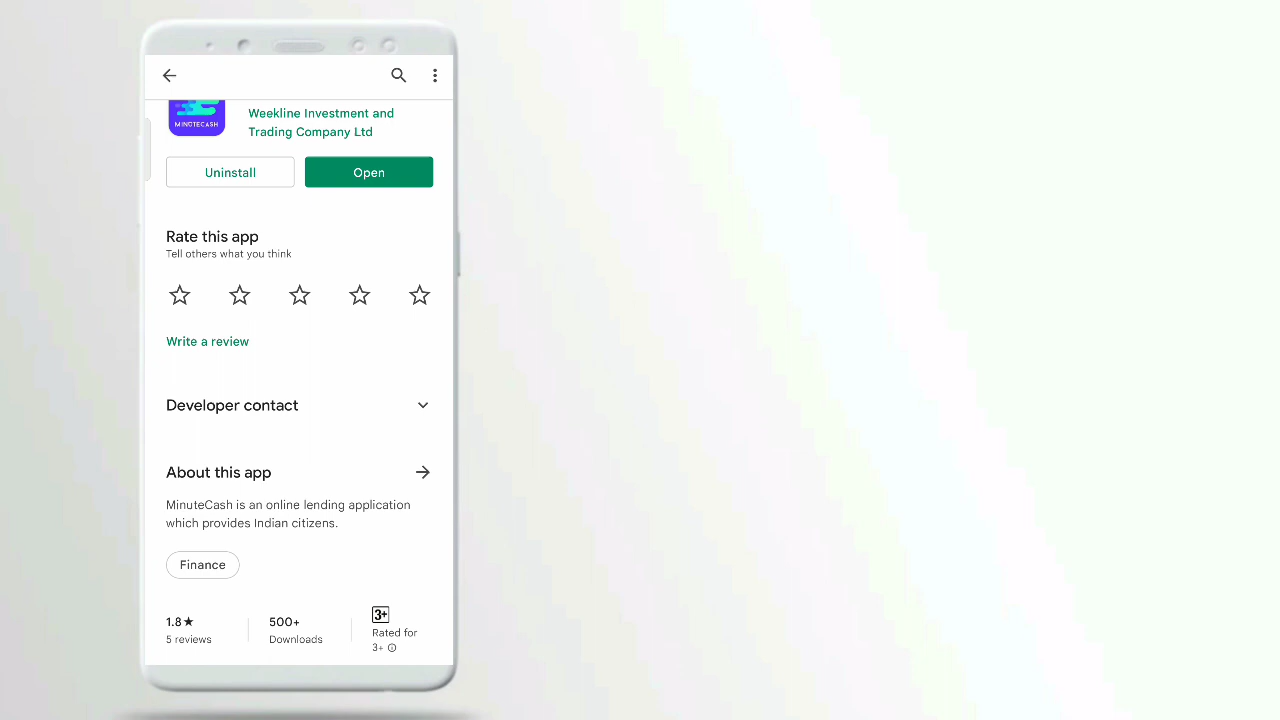 MINUTECASH
Weekline Investment and
Trading Company Ltd
Uninstall
Open
Rate this app
Tell others what you think
Write a review
Developer contact
About this app
MinuteCash is an online lending application
which provides Indian citizens.
Finance
1.8★
5 reviews
500+
Downloads
3+
Rated for
3+